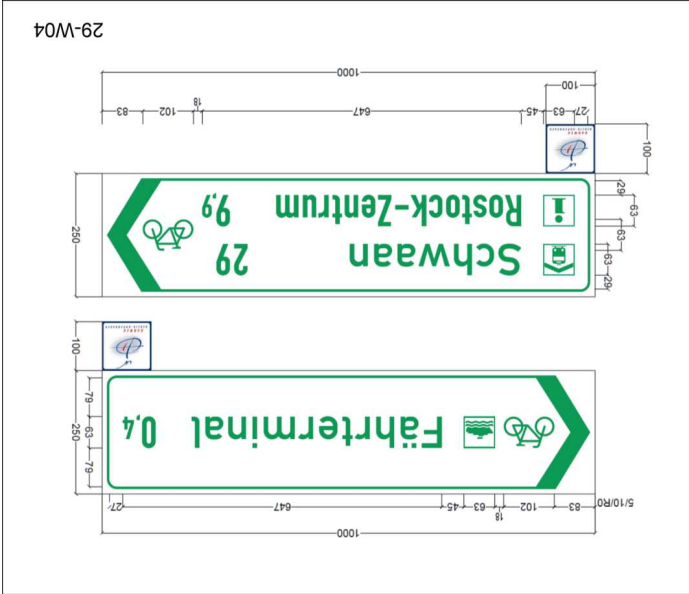 1000
5/10/R0 83 102 18 63 45 647 27
Fährterminal 0,4
79 63 79
250
100
29 63 63 63 29
Schwaan 29
Rostock-Zentrum 9,9
250
100
27 63 45 647 18 102 83
100
1000
29-W04